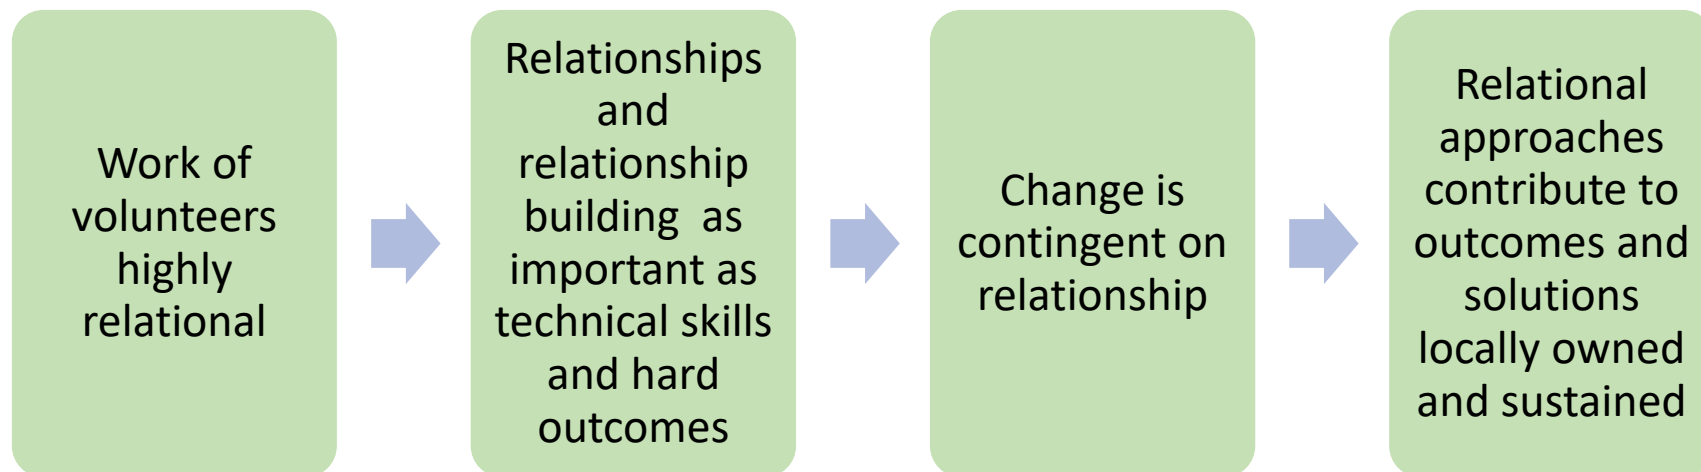 Work of
volunteers
highly
relational
Relationships
and
relationship
building  as
important as
technical skills
and hard
outcomes
Change is
contingent on
relationship
Relational
approaches
contribute to
outcomes and
solutions
locally owned
and sustained